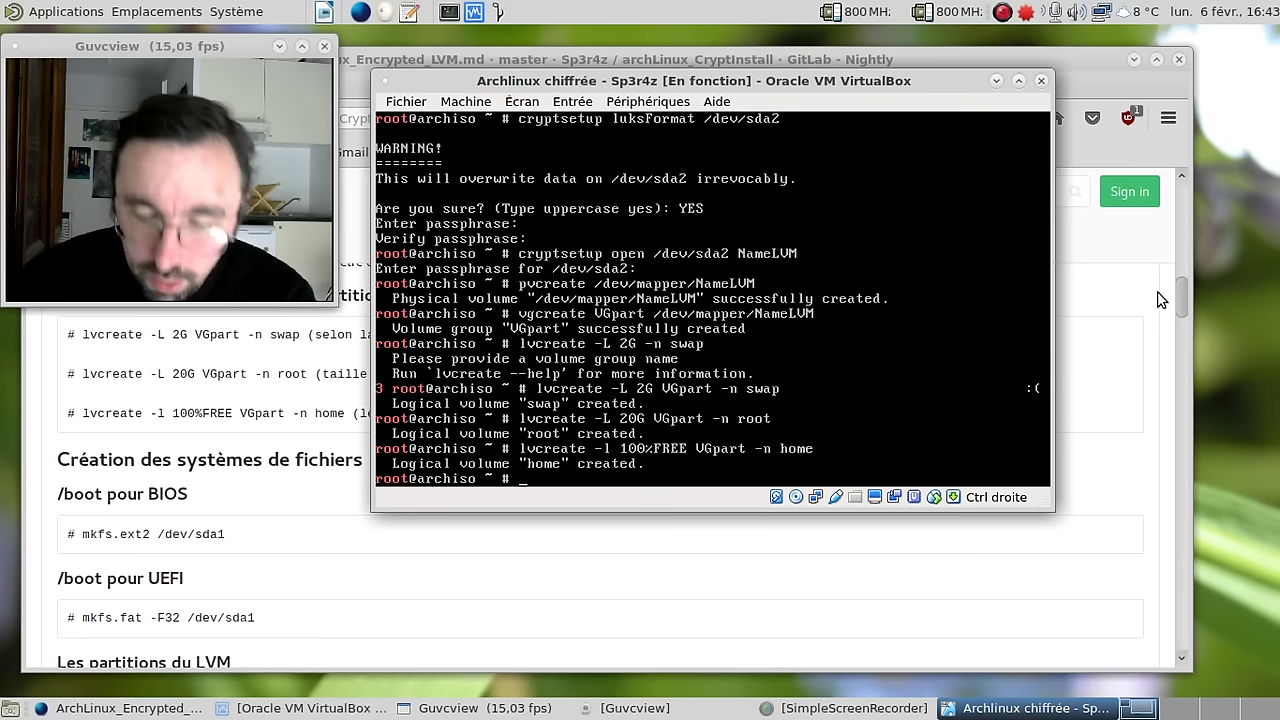 Applications Emplacements Système
800 MHz
800 MHz
8 °C
lun. 6 févr., 16:43
Guvcview (15,03 fps)
x_Encrypted_LVM.md · master · Sp3r4z / archLinux_CryptInstall · GitLab - Nightly
Archlinux chiffrée - Sp3r4z [En fonction] - Oracle VM VirtualBox
Fichier Machine Écran Entrée Périphériques Aide
Crypt
1
Gmail
Sign in
root@archiso ~ # cryptsetup luksFormat /dev/sda2
WARNING!
========
This will overwrite data on /dev/sda2 irrevocably.
Are you sure? (Type uppercase yes): YES
Enter passphrase:
Verify passphrase:
root@archiso ~ # cryptsetup open /dev/sda2 NameLVM
Enter passphrase for /dev/sda2:
root@archiso ~ # pvcreate /dev/mapper/NameLVM
Physical volume "/dev/mapper/NameLVM" successfully created.
root@archiso ~ # vgcreate VGpart /dev/mapper/NameLVM
Volume group "VGpart" successfully created
root@archiso ~ # lvcreate -L 2G -n swap
Please provide a volume group name
Run `lvcreate --help' for more information.
3 root@archiso ~ # lvcreate -L 2G VGpart -n swap :(
Logical volume "swap" created.
root@archiso ~ # lvcreate -L 20G VGpart -n root
Logical volume "root" created.
root@archiso ~ # lvcreate -l 100%FREE VGpart -n home
Logical volume "home" created.
root@archiso ~ # _
Ctrl droite
# lvcreate -L 2G VGpart -n swap (selon la
# lvcreate -L 20G VGpart -n root (taille
# lvcreate -l 100%FREE VGpart -n home (le
Création des systèmes de fichiers
/boot pour BIOS
# mkfs.ext2 /dev/sda1
/boot pour UEFI
# mkfs.fat -F32 /dev/sda1
Les partitions du LVM
ArchLinux_Encrypted_... [Oracle VM VirtualBox ... Guvcview (15,03 fps) [Guvcview] [SimpleScreenRecorder] Archlinux chiffrée - Sp...